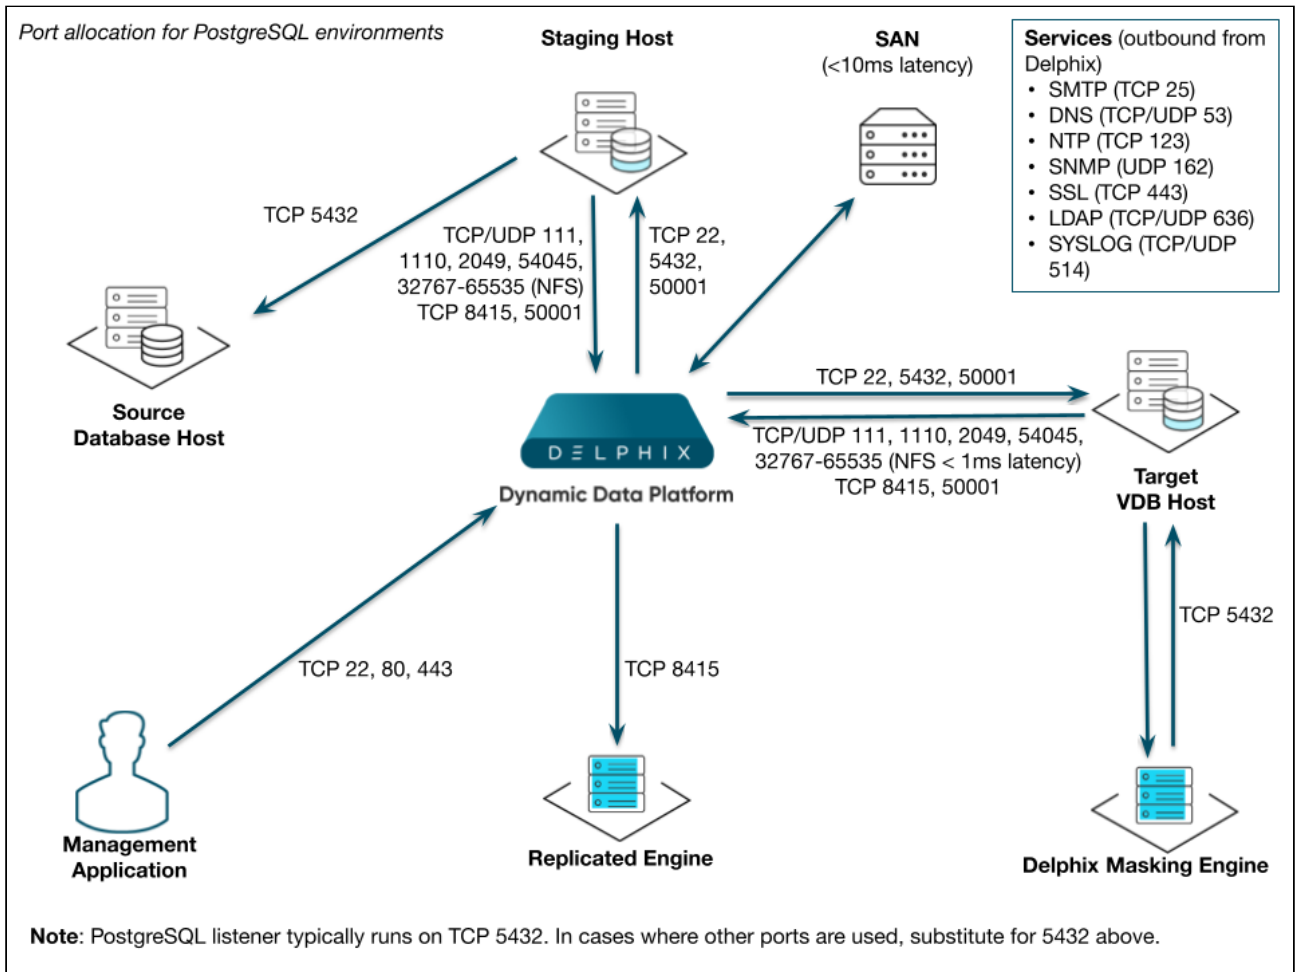 Port allocation for PostgreSQL environments
Staging Host
SAN
(<10ms latency)
Services (outbound from
Delphix)
• SMTP (TCP 25)
• DNS (TCP/UDP 53)
• NTP (TCP 123)
• SNMP (UDP 162)
• SSL (TCP 443)
• LDAP (TCP/UDP 636)
• SYSLOG (TCP/UDP
514)
TCP 5432
TCP/UDP 111,
1110, 2049, 54045,
32767-65535 (NFS)
TCP 8415, 50001
TCP 22,
5432,
50001
Source
Database Host
TCP 22, 5432, 50001
TCP/UDP 111, 1110, 2049, 54045,
32767-65535 (NFS < 1ms latency)
TCP 8415, 50001
DELPHIX
Dynamic Data Platform
Target
VDB Host
TCP 5432
TCP 22, 80, 443
TCP 8415
Management
Application
Replicated Engine
Delphix Masking Engine
Note: PostgreSQL listener typically runs on TCP 5432. In cases where other ports are used, substitute for 5432 above.